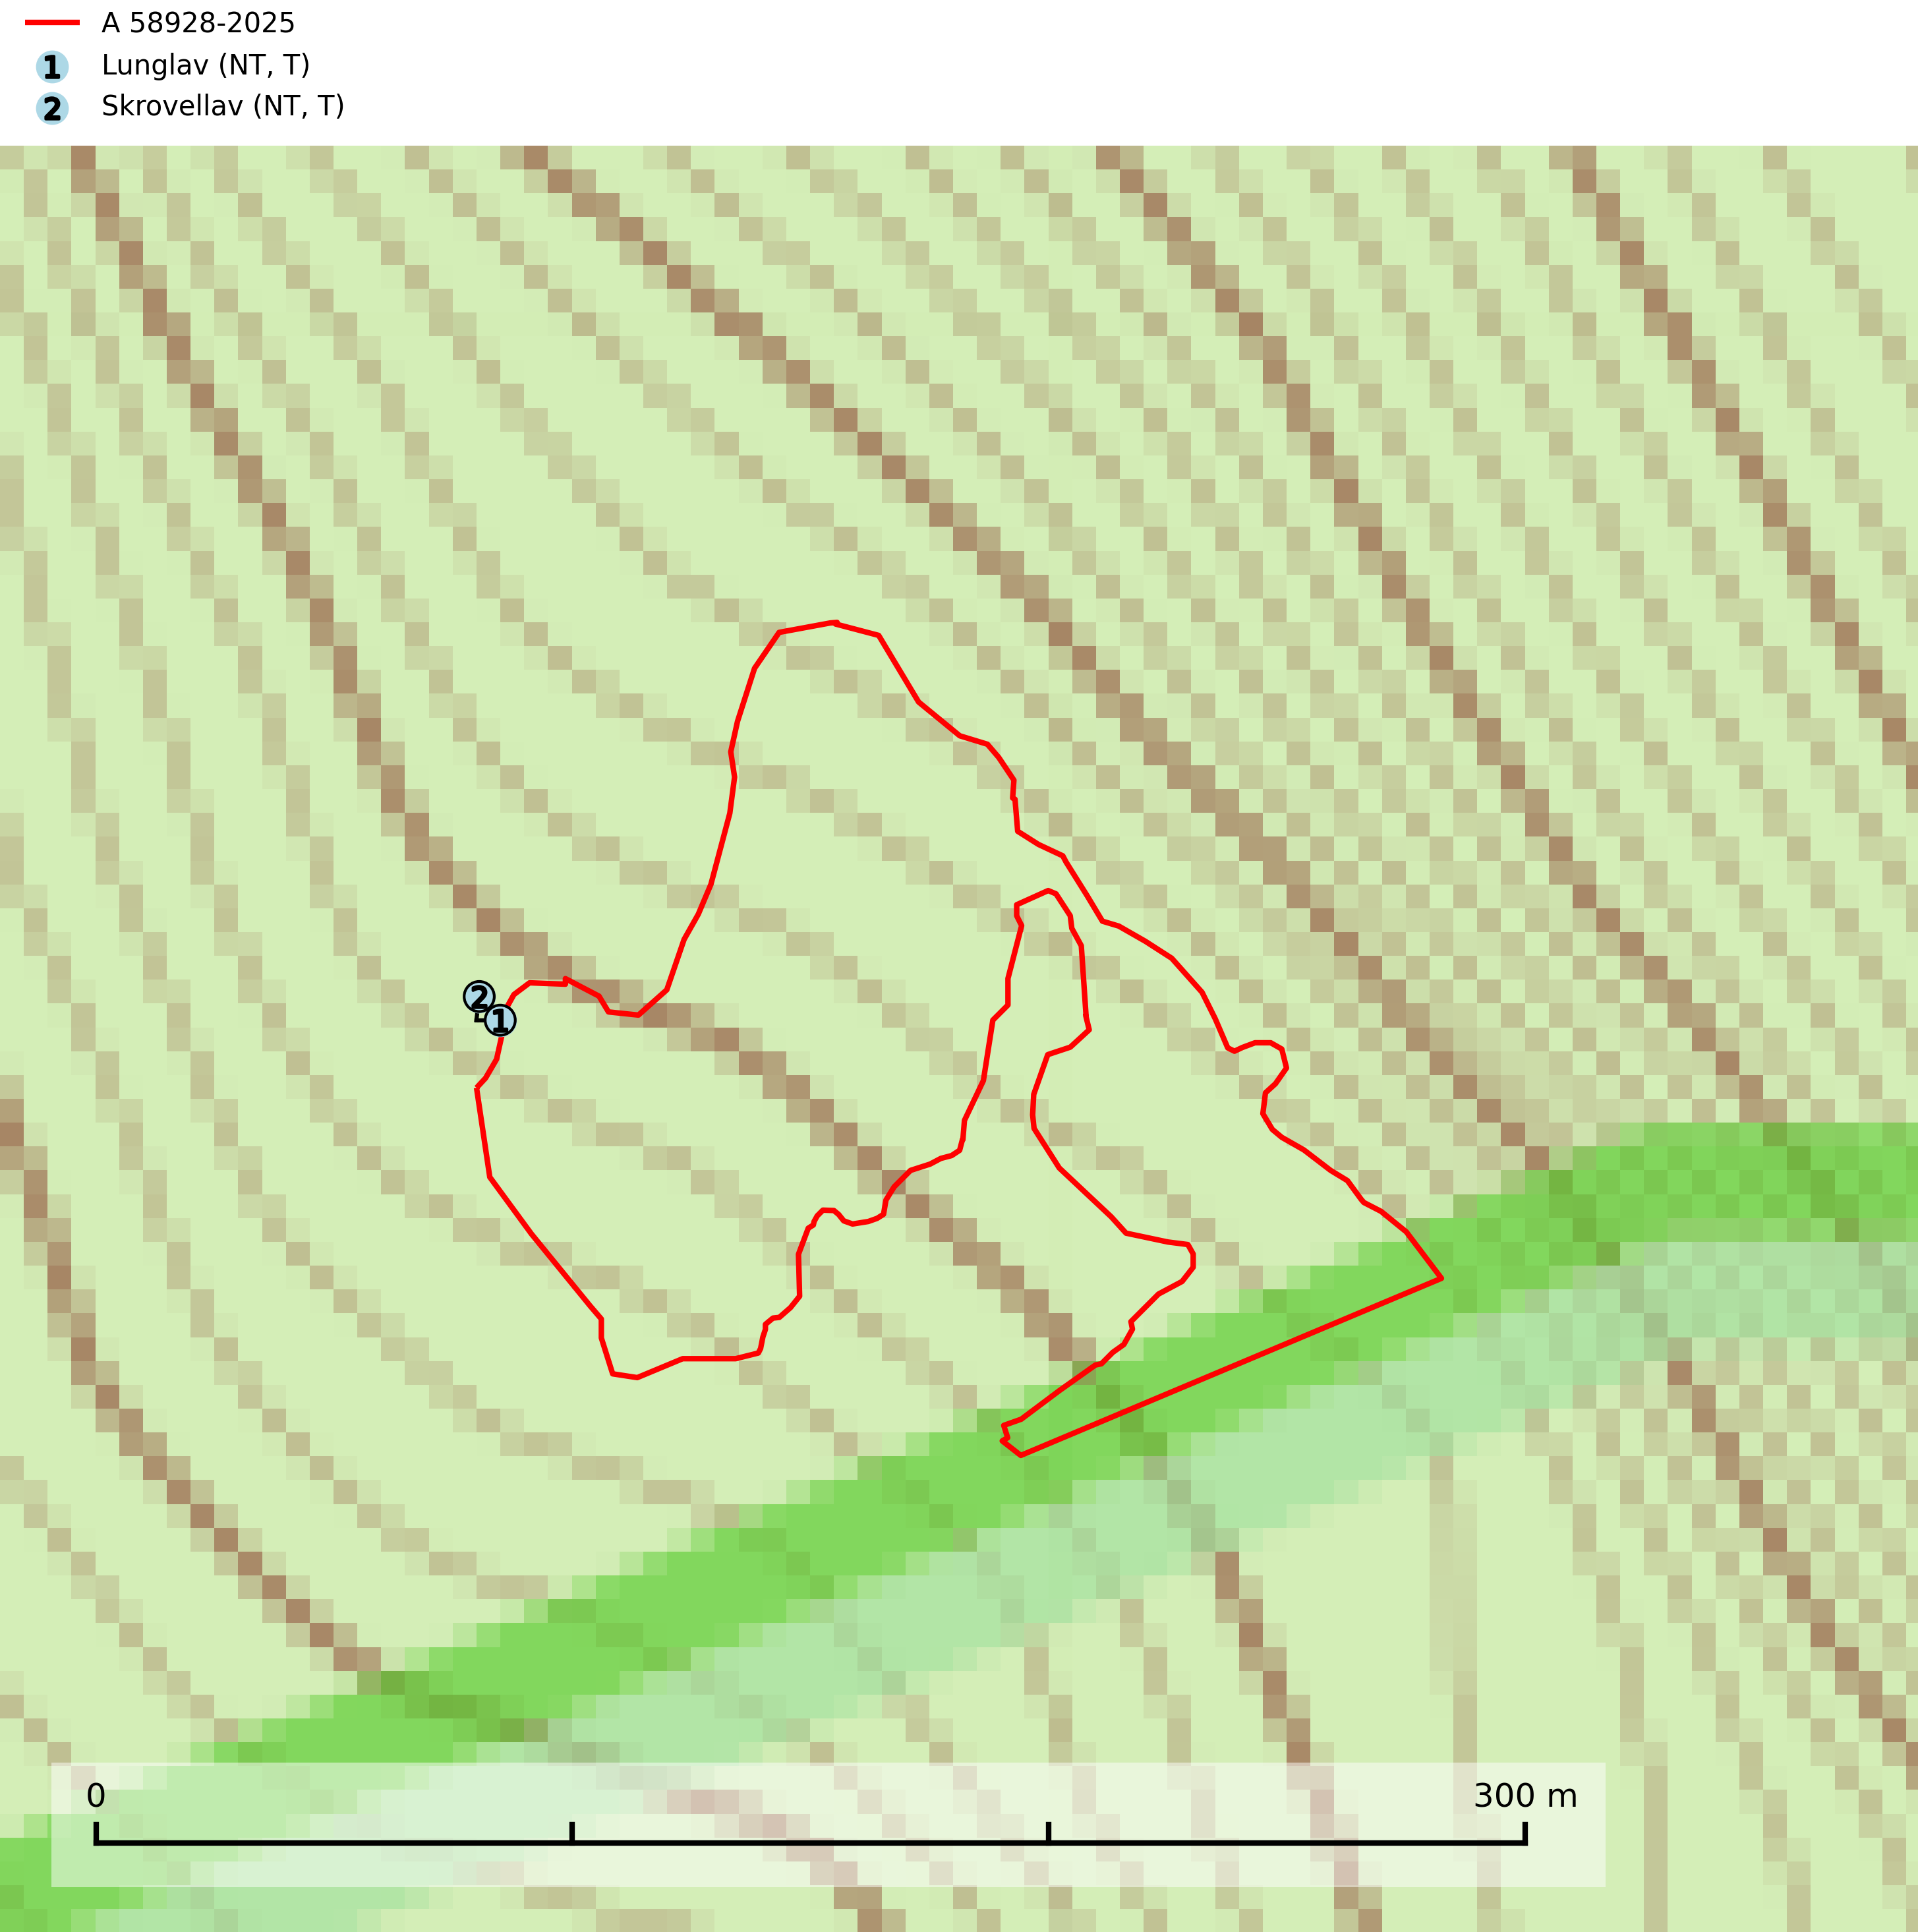 A 58928-2025
1 Lunglav (NT, T)
2 Skrovellav (NT, T)
2
1
0 300 m